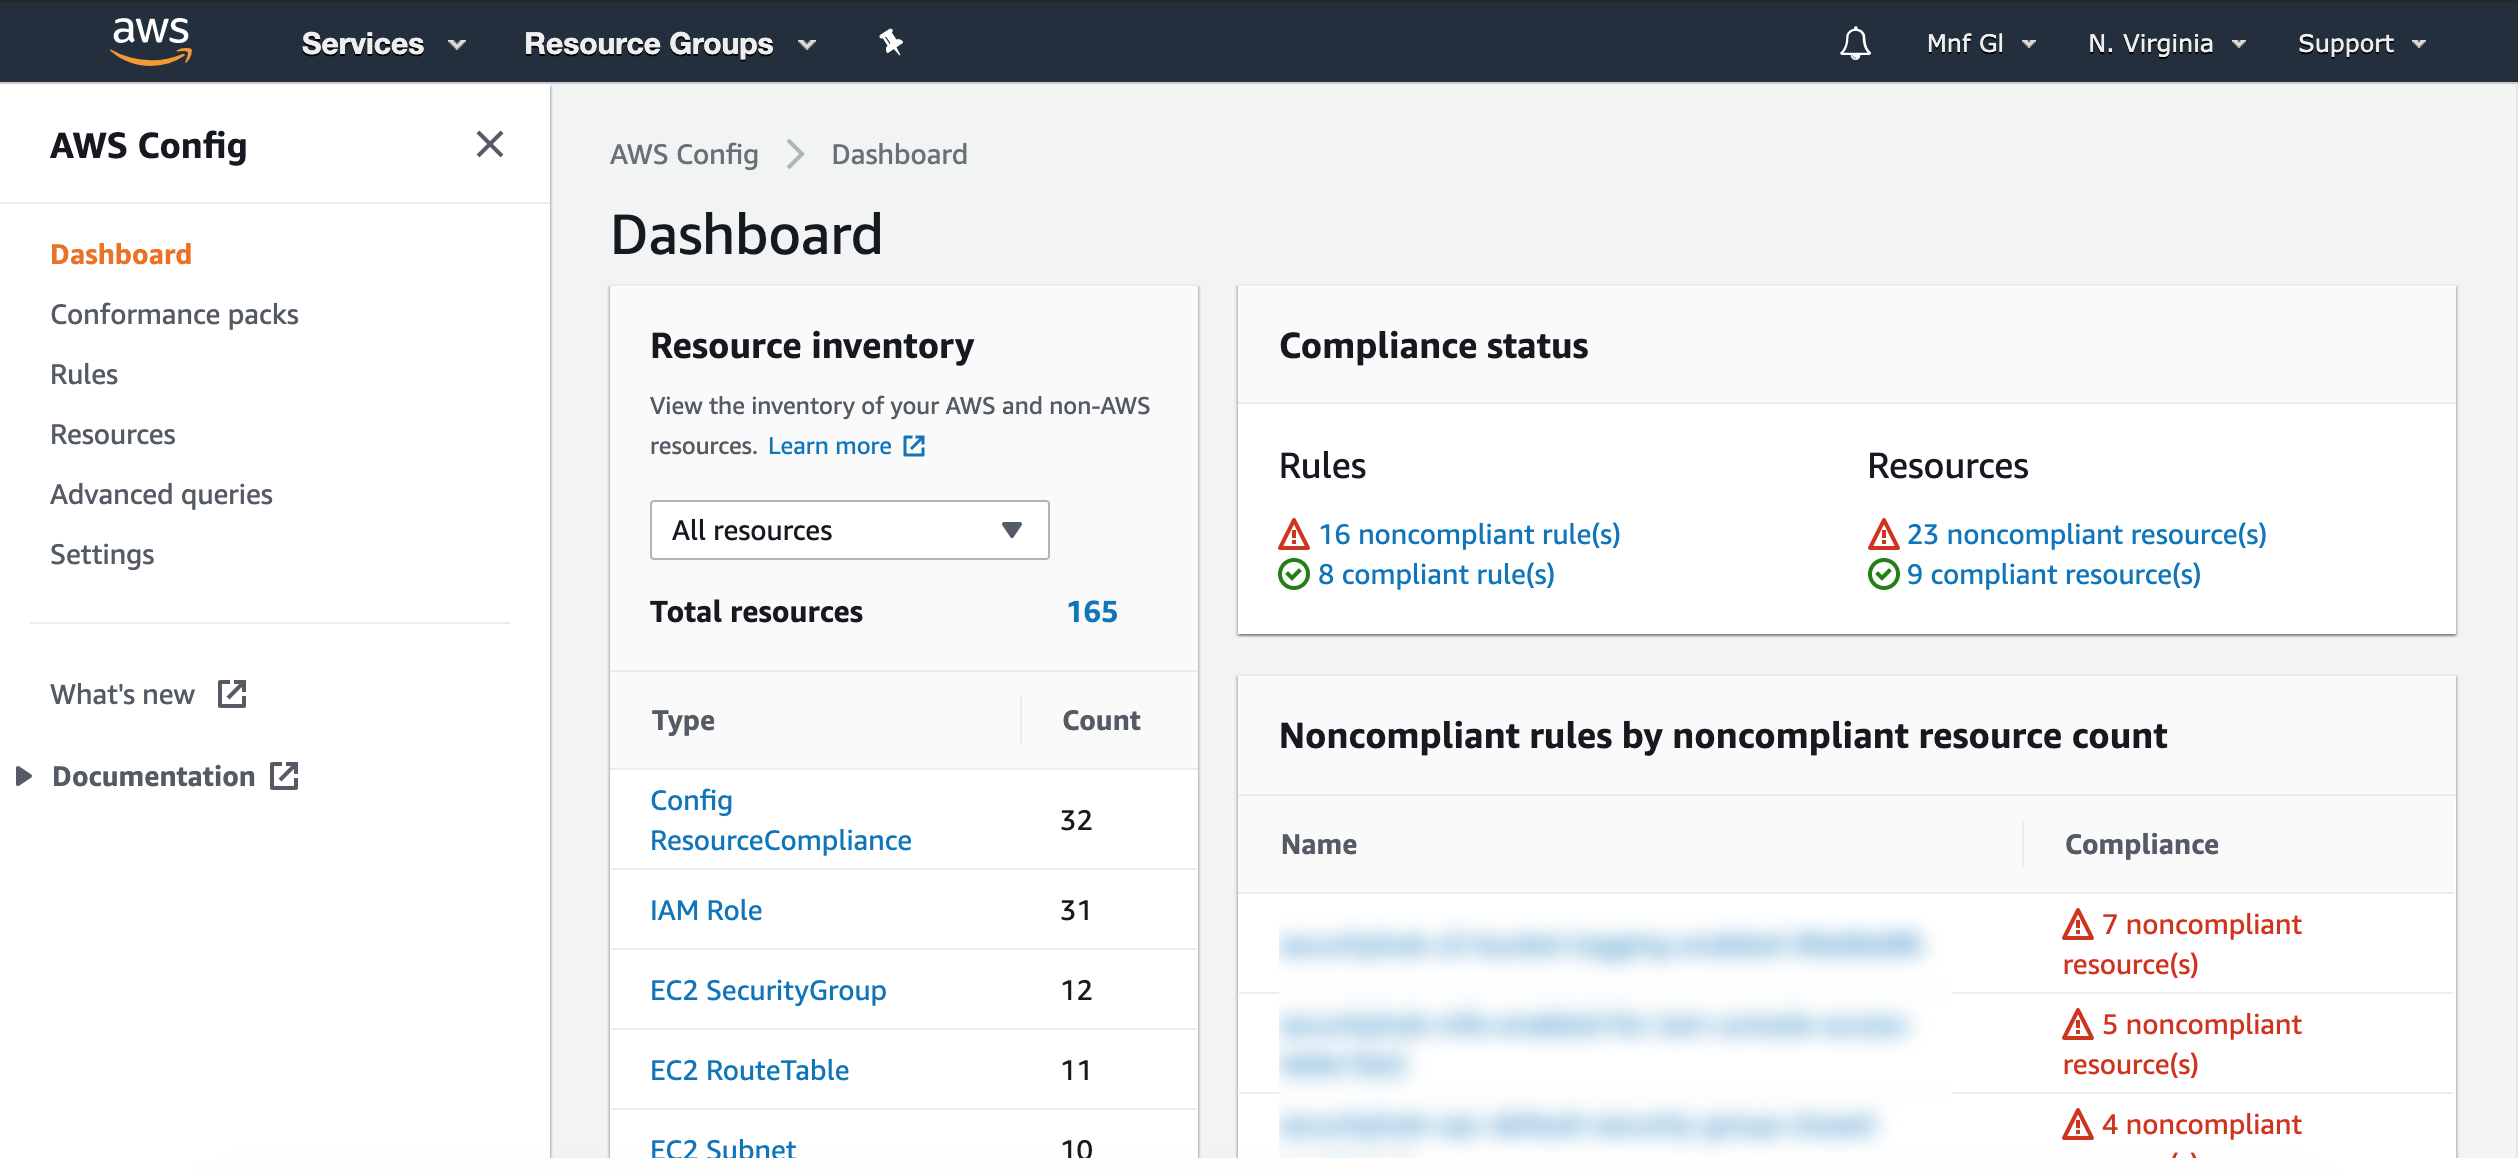 aws
Services
Resource Groups
Mnf Gl
N. Virginia
Support
AWS Config
Dashboard
Conformance packs
Rules
Resources
Advanced queries
Settings
What's new
Documentation
AWS Config
Dashboard
Dashboard
Resource inventory
View the inventory of your AWS and non-AWS
resources. Learn more
All resources
Total resources 165
Type Count
Config
ResourceCompliance
32
IAM Role 31
EC2 SecurityGroup 12
EC2 RouteTable 11
EC2 Subnet 10
Compliance status
Rules
16 noncompliant rule(s)
8 compliant rule(s)
Resources
23 noncompliant resource(s)
9 compliant resource(s)
Noncompliant rules by noncompliant resource count
Name Compliance
7 noncompliant
resource(s)
5 noncompliant
resource(s)
4 noncompliant